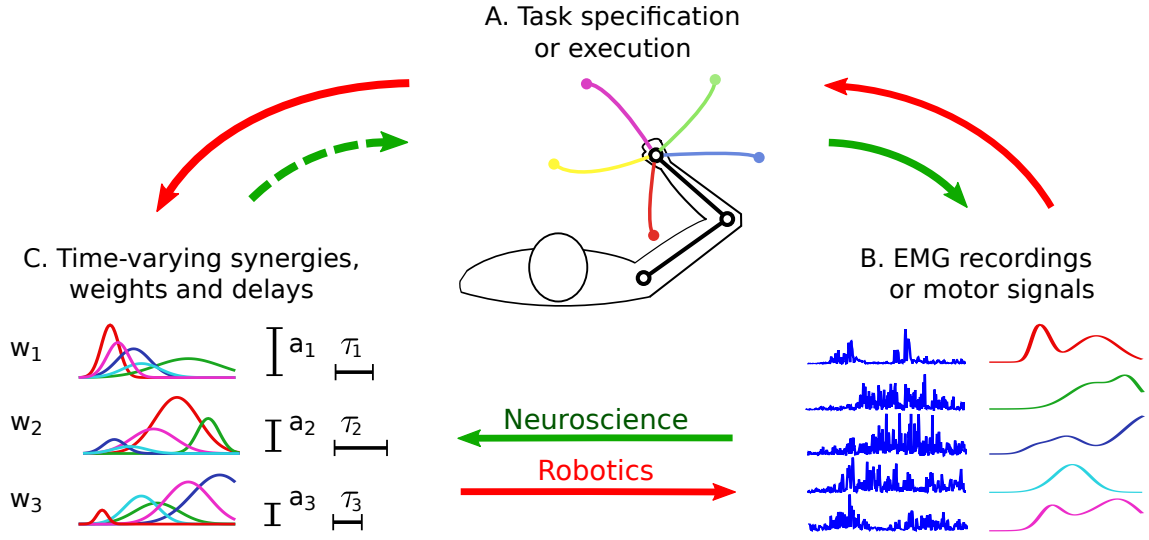 A. Task specification
or execution
C. Time-varying synergies,
weights and delays
B. EMG recordings
or motor signals
w1 a1 τ1
w2 a2 τ2
w3 a3 τ3
Neuroscience
Robotics